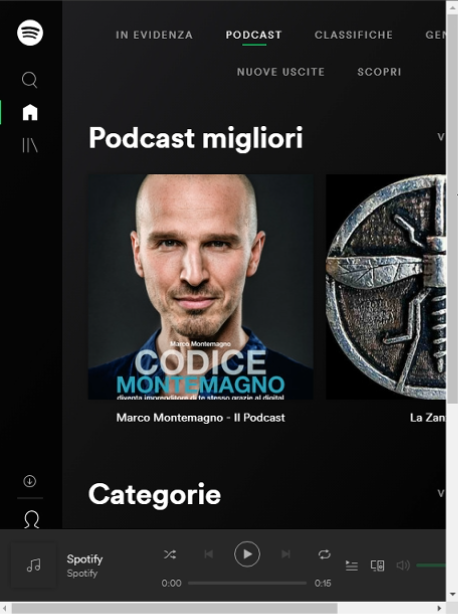 IN EVIDENZA PODCAST CLASSIFICHE GEN
NUOVE USCITE SCOPRI
Podcast migliori V
Marco Montemagno
CODICE
MONTEMAGNO
diventa imprenditore di te stesso grazie al digital
Marco Montemagno - Il Podcast La Zan
Categorie V
Spotify
Spotify
0:00 0:15